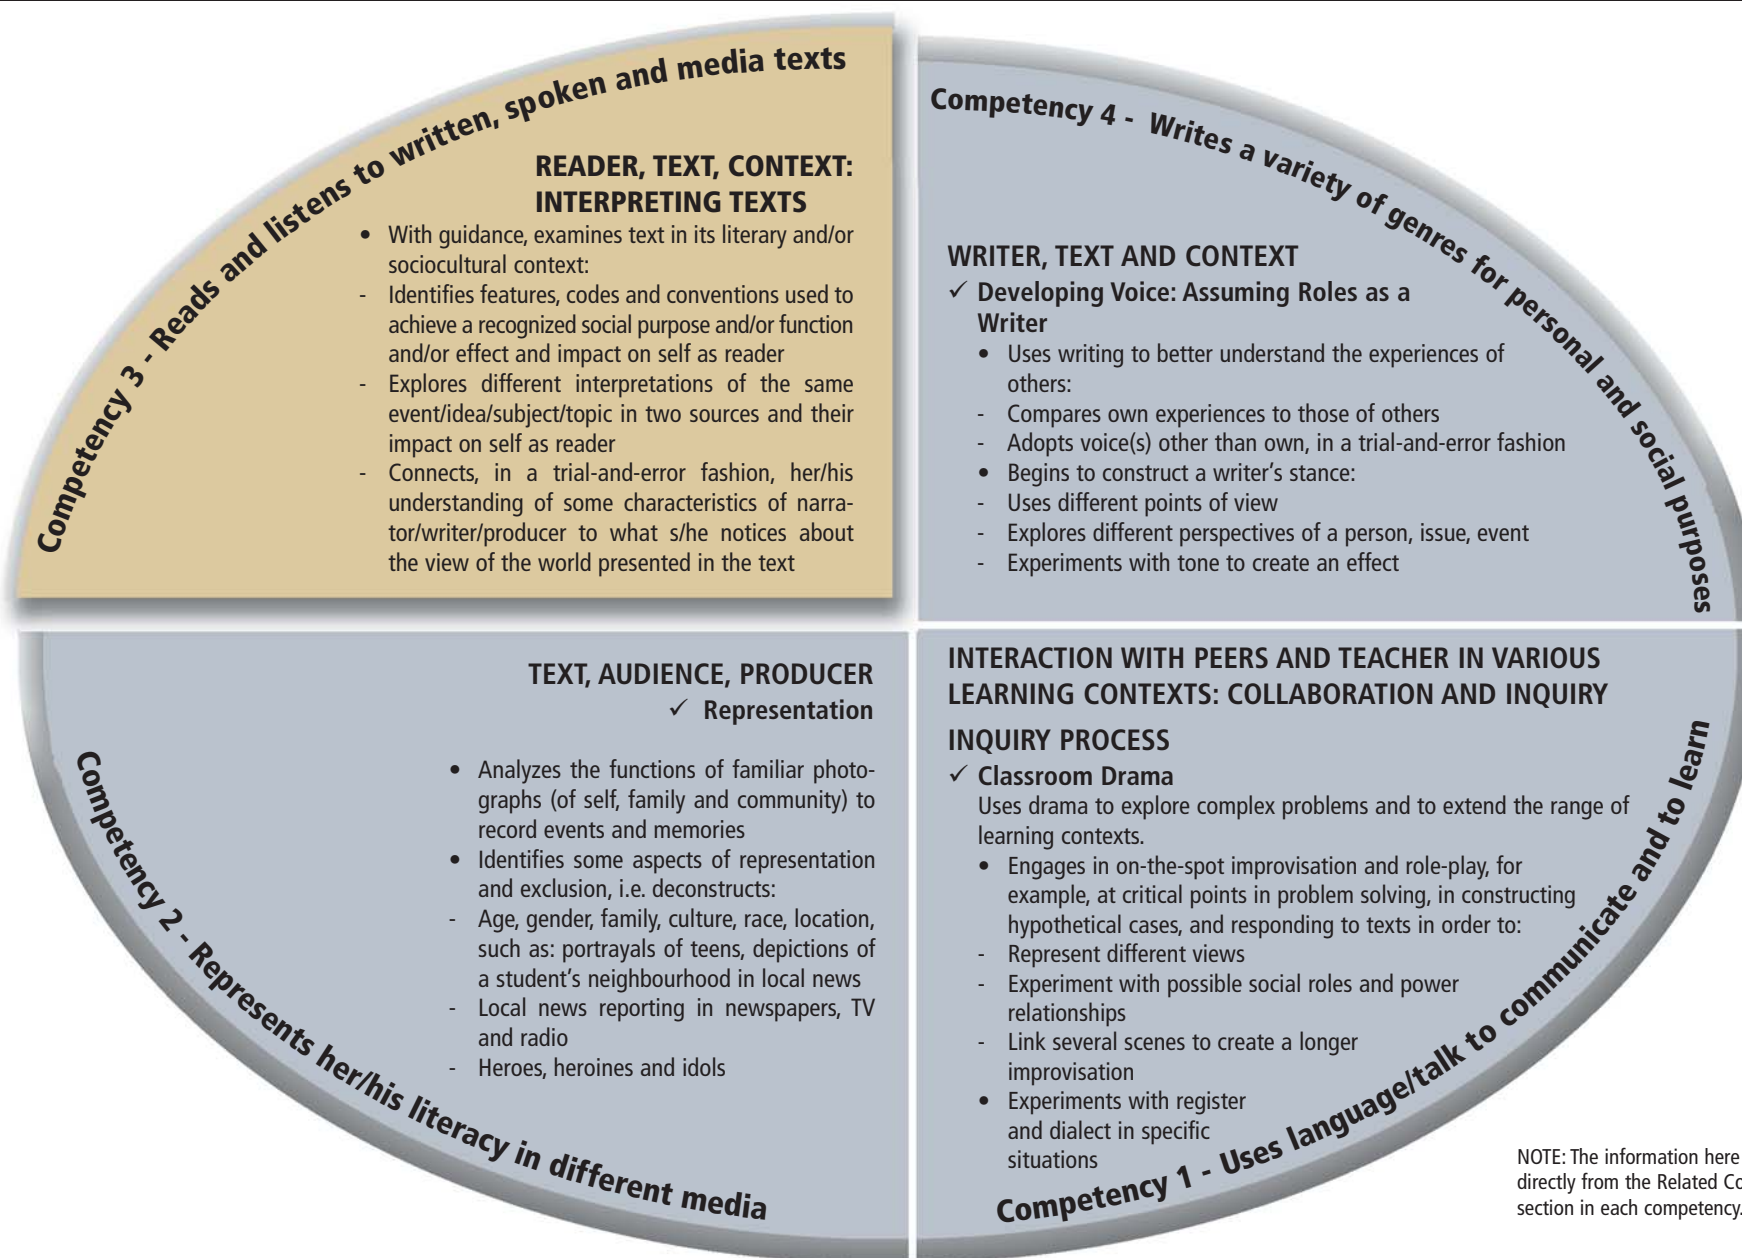 Competency 3 - Reads and listens to written, spoken and media texts
READER, TEXT, CONTEXT:
INTERPRETING TEXTS
• With guidance, examines text in its literary and/or
sociocultural context:
- Identifies features, codes and conventions used to
achieve a recognized social purpose and/or function
and/or effect and impact on self as reader
- Explores different interpretations of the same
event/idea/subject/topic in two sources and their
impact on self as reader
- Connects, in a trial-and-error fashion, her/his
understanding of some characteristics of narra-
tor/writer/producer to what s/he notices about
the view of the world presented in the text
Competency 4 - Writes a variety of genres for personal and social purposes
WRITER, TEXT AND CONTEXT
✓ Developing Voice: Assuming Roles as a
Writer
• Uses writing to better understand the experiences of
others:
- Compares own experiences to those of others
- Adopts voice(s) other than own, in a trial-and-error fashion
• Begins to construct a writer's stance:
- Uses different points of view
- Explores different perspectives of a person, issue, event
- Experiments with tone to create an effect
TEXT, AUDIENCE, PRODUCER
✓ Representation
• Analyzes the functions of familiar photo-
graphs (of self, family and community) to
record events and memories
• Identifies some aspects of representation
and exclusion, i.e. deconstructs:
- Age, gender, family, culture, race, location,
such as: portrayals of teens, depictions of
a student's neighbourhood in local news
- Local news reporting in newspapers, TV
and radio
- Heroes, heroines and idols
Competency 2 - Represents her/his literacy in different media
INTERACTION WITH PEERS AND TEACHER IN VARIOUS
LEARNING CONTEXTS: COLLABORATION AND INQUIRY
INQUIRY PROCESS
✓ Classroom Drama
Uses drama to explore complex problems and to extend the range of
learning contexts.
• Engages in on-the-spot improvisation and role-play, for
example, at critical points in problem solving, in constructing
hypothetical cases, and responding to texts in order to:
- Represent different views
- Experiment with possible social roles and power
relationships
- Link several scenes to create a longer
improvisation
• Experiments with register
and dialect in specific
situations
Competency 1 - Uses language/talk to communicate and to learn
NOTE: The information here
directly from the Related Co
section in each competency.